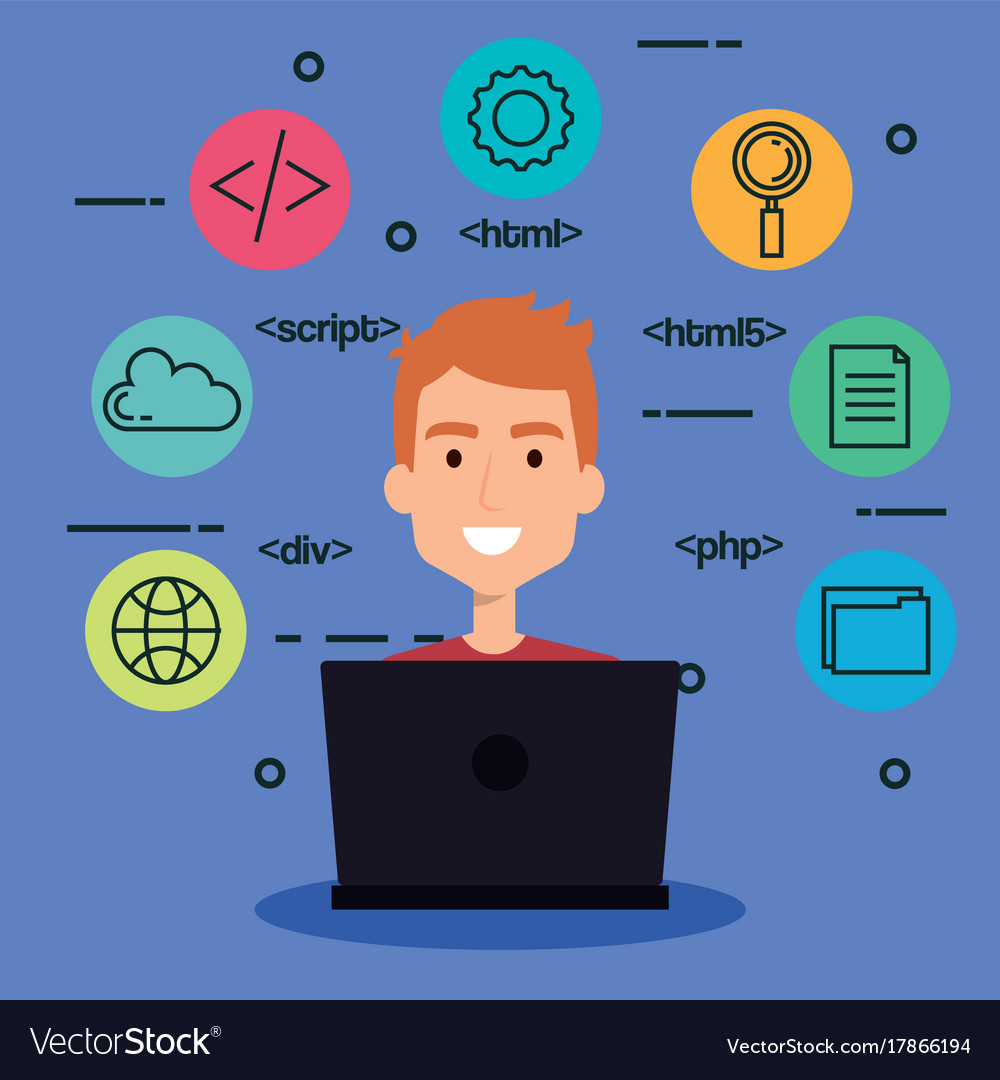 <html>
<script>
<html5>
<div>
<php>
VectorStock®
VectorStock.com/17866194